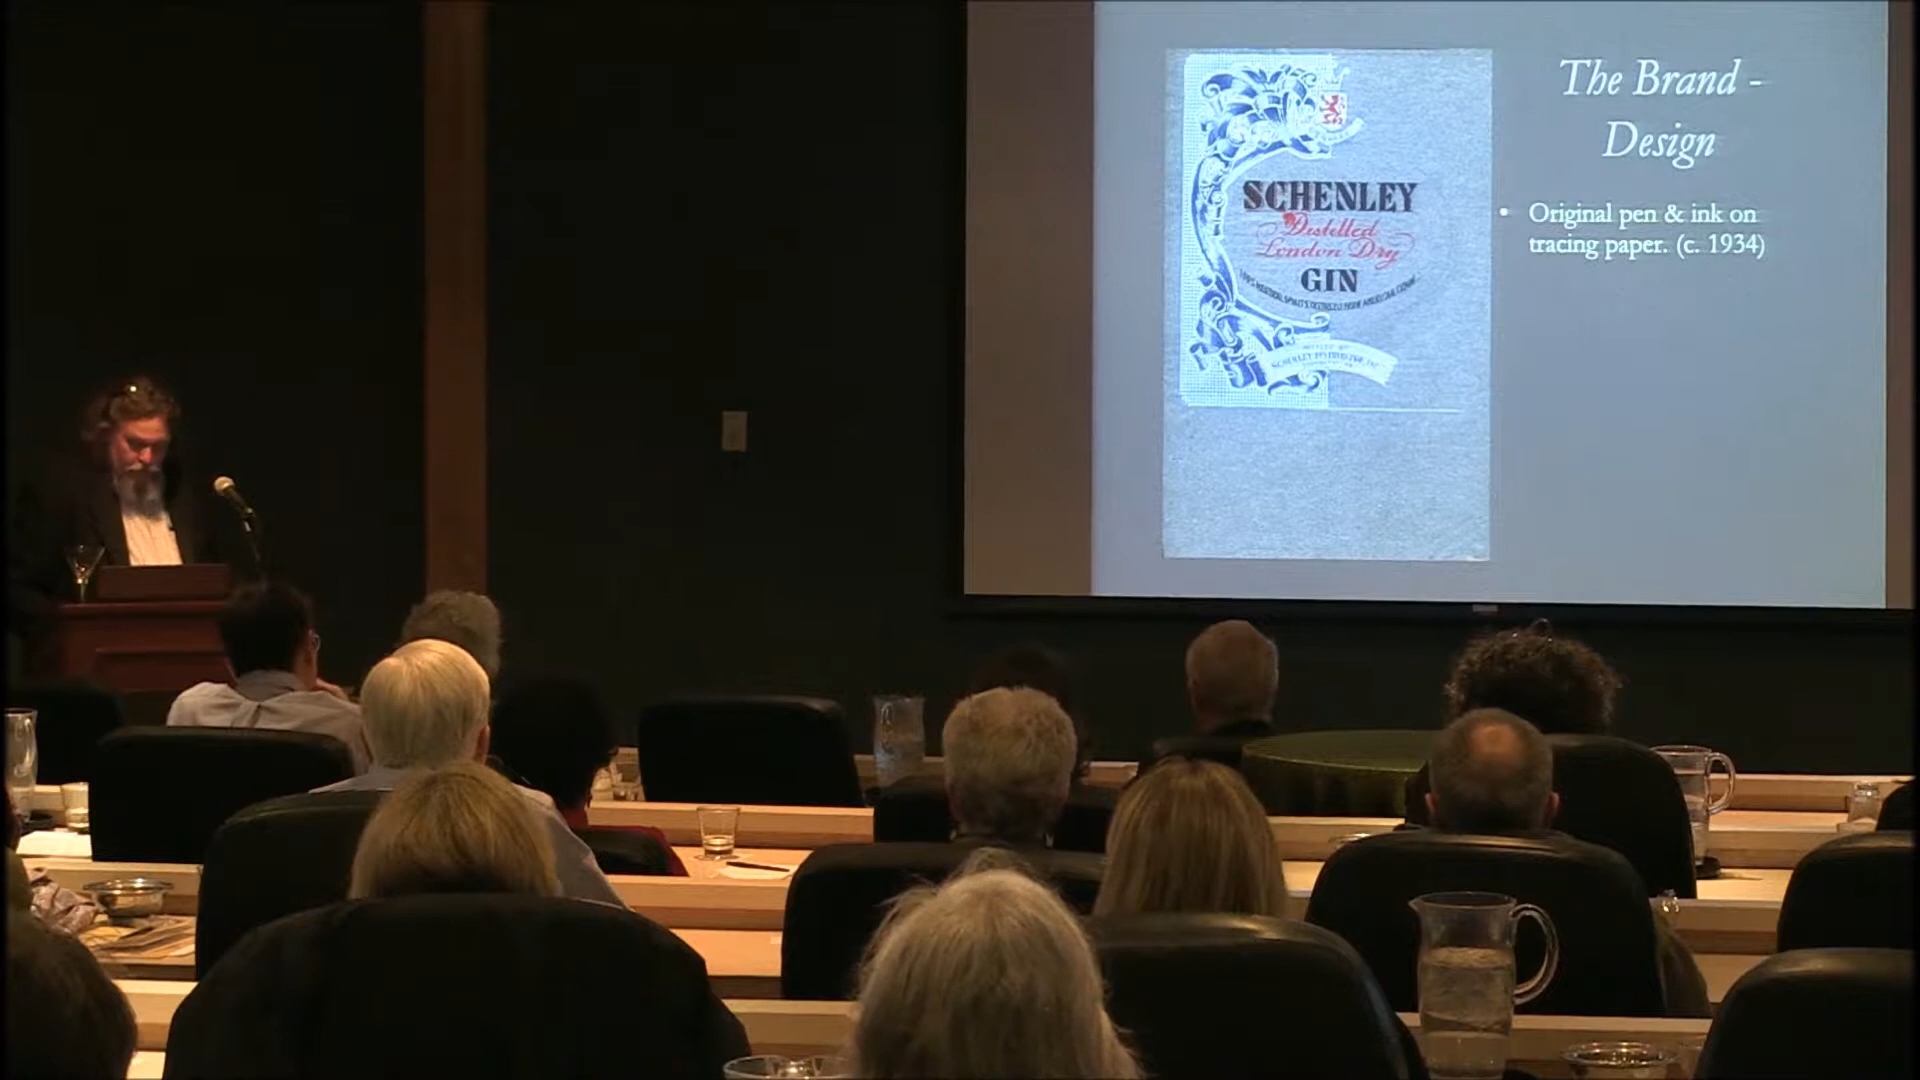 The Brand -
Design
• Original pen & ink on
tracing paper. (c. 1934)
SCHENLEY
Distilled
London Dry
GIN